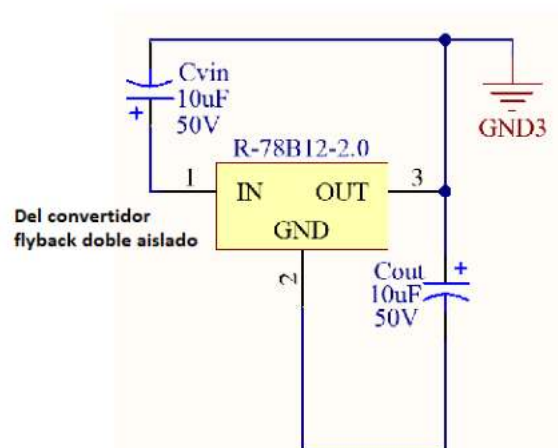 Cvin
10uF
50V
+
GND3
R-78B12-2.0
1
IN
OUT
3
GND
Del convertidor
flyback doble aislado
2
Cout
+
10uF
50V